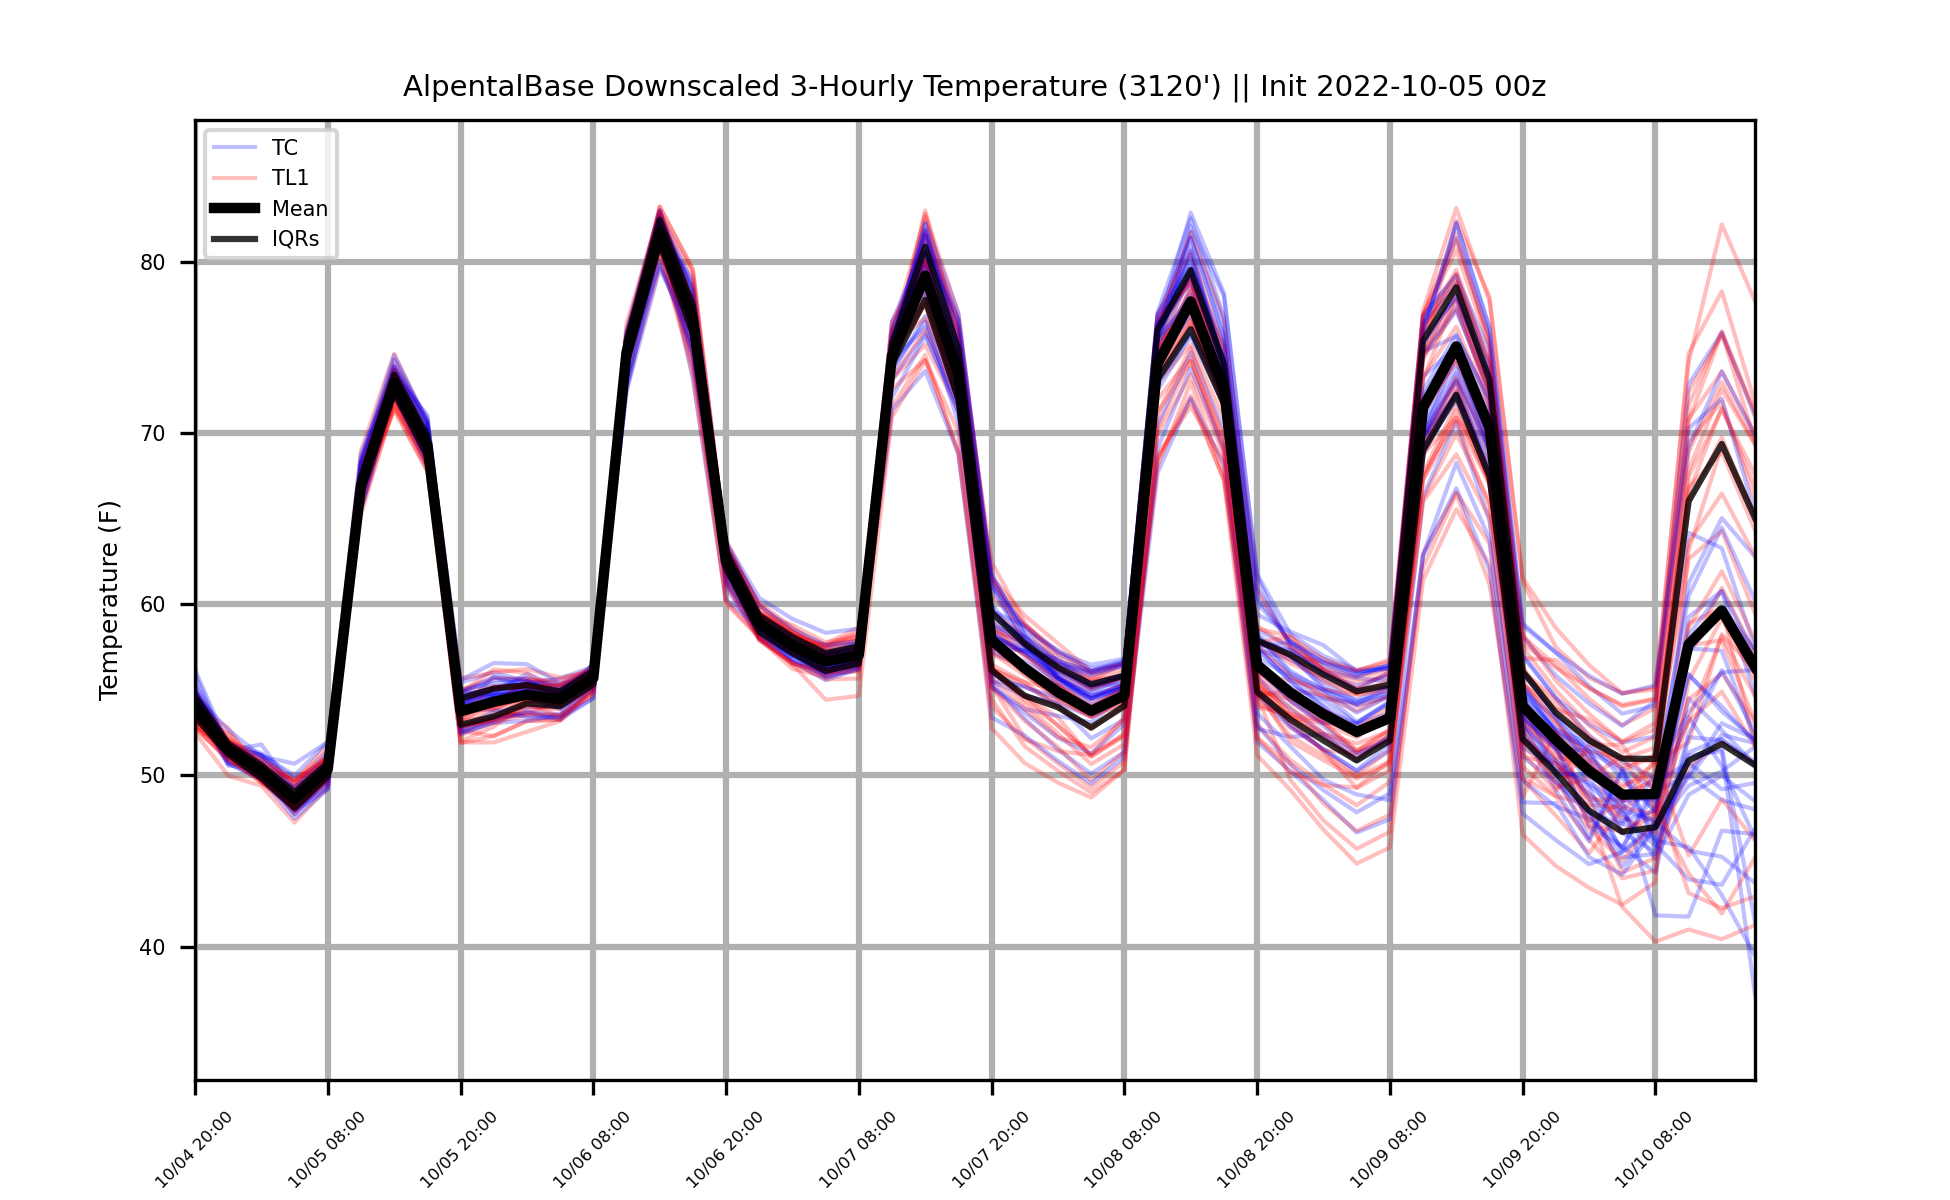 AlpentalBase Downscaled 3-Hourly Temperature (3120') || Init 2022-10-05 00z
TC
TL1
Mean
IQRs
Temperature (F)
80
70
60
50
40
10/04 20:00
10/05 08:00
10/05 20:00
10/06 08:00
10/06 20:00
10/07 08:00
10/07 20:00
10/08 08:00
10/08 20:00
10/09 08:00
10/09 20:00
10/10 08:00